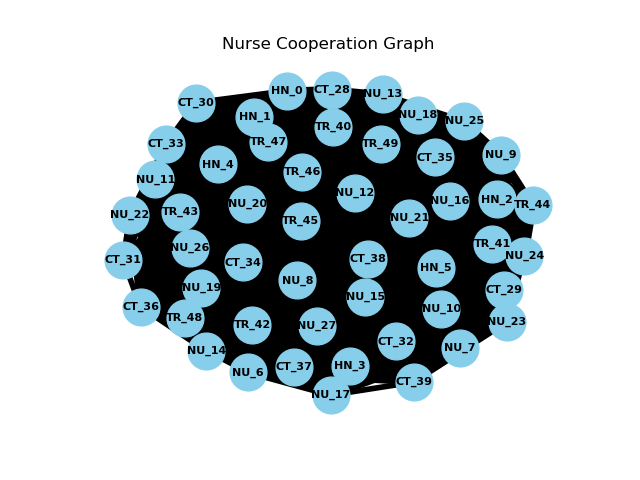 Nurse Cooperation Graph
HN_0
CT_28
NU_13
CT_30
NU_18
HN_1
NU_25
TR_40
CT_33
TR_47
TR_49
NU_9
CT_35
HN_4
TR_46
NU_11
NU_12
HN_2
NU_16
NU_20
TR_44
TR_43
NU_22
NU_21
TR_45
TR_41
NU_26
NU_24
CT_38
CT_31
CT_34
HN_5
NU_8
NU_19
CT_29
NU_15
CT_36
NU_10
TR_48
NU_23
TR_42
NU_27
CT_32
NU_7
NU_14
HN_3
CT_37
NU_6
CT_39
NU_17